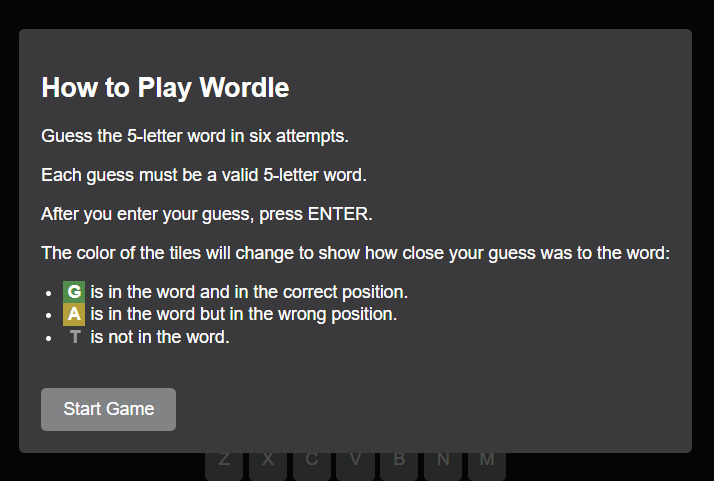 How to Play Wordle
Guess the 5-letter word in six attempts.
Each guess must be a valid 5-letter word.
After you enter your guess, press ENTER.
The color of the tiles will change to show how close your guess was to the word:
• G is in the word and in the correct position.
• A is in the word but in the wrong position.
• T is not in the word.
Start Game
Z X C V B N M